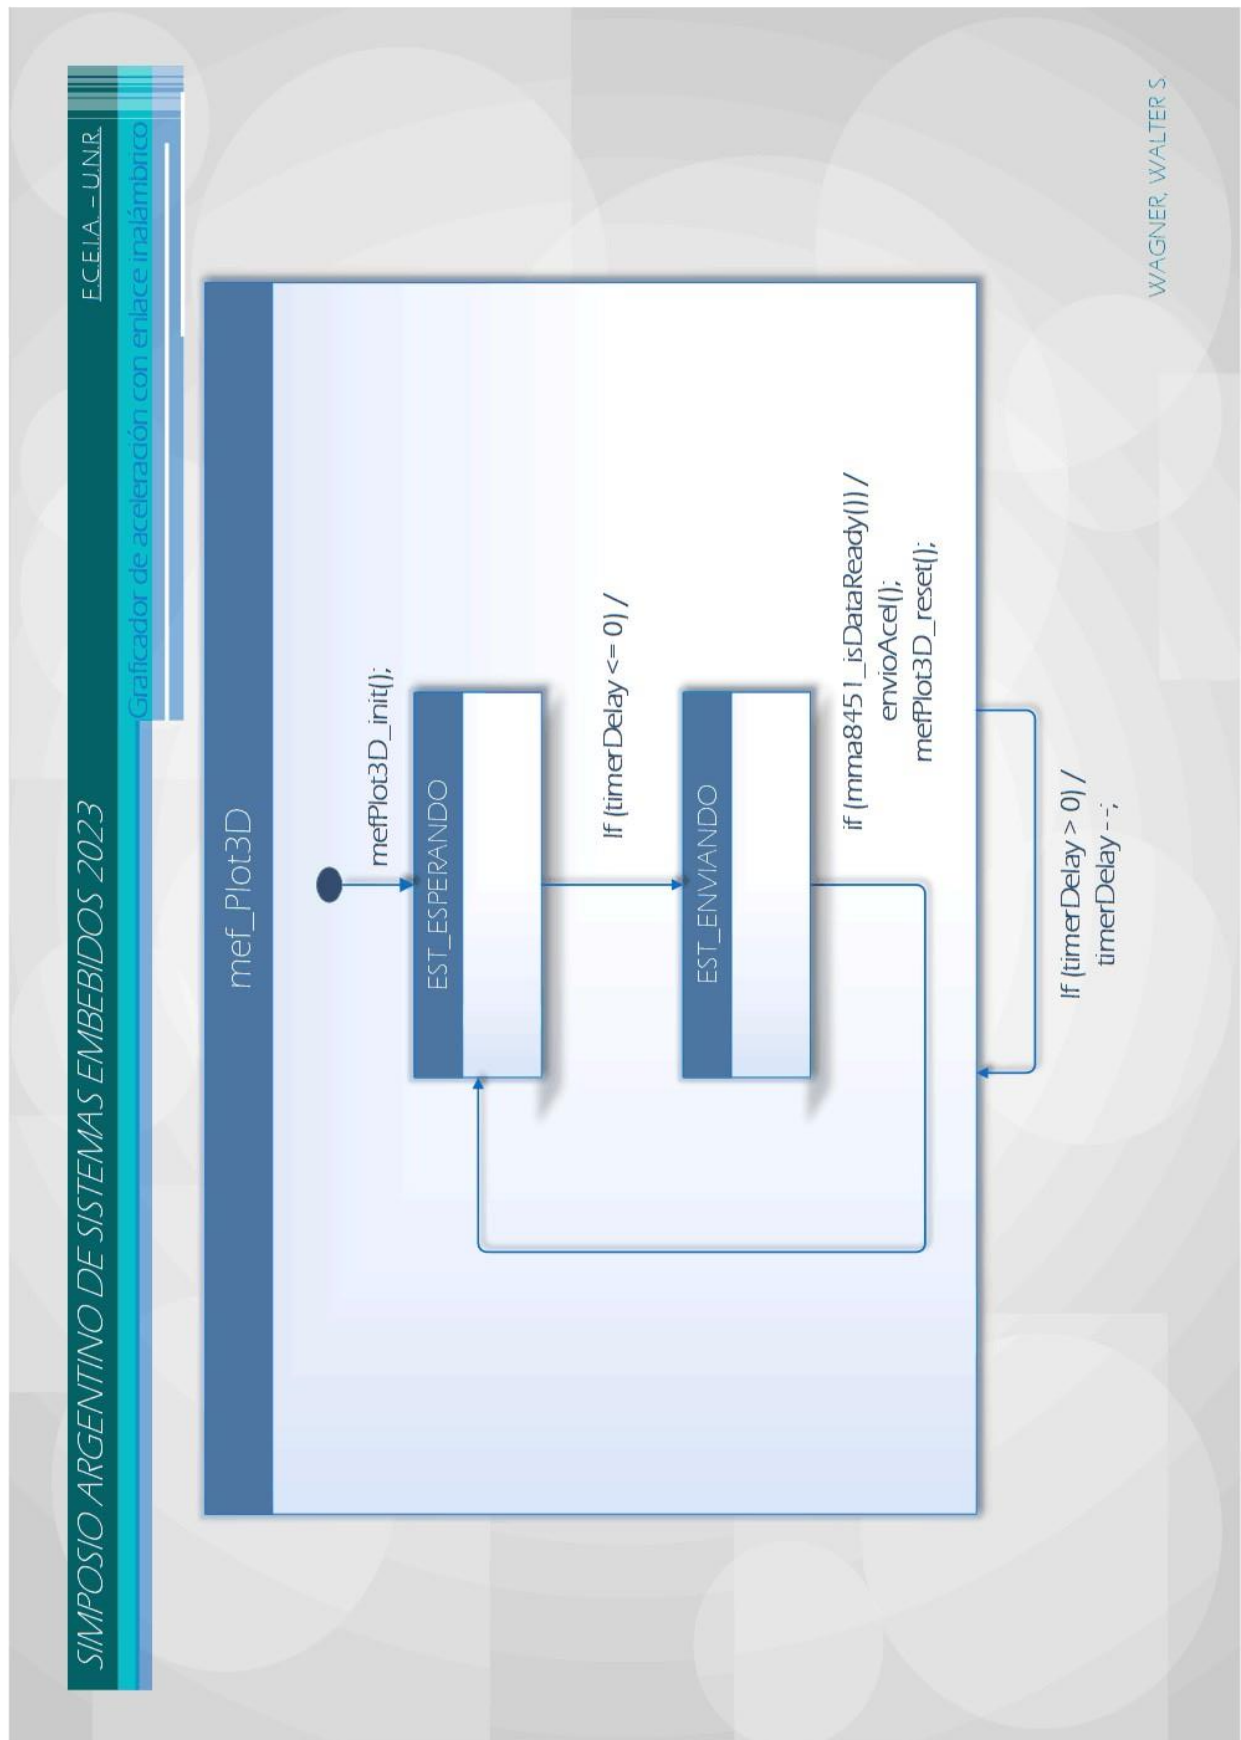 SIMPOSIO ARGENTINO DE SISTEMAS EMBEBIDOS 2023
F.C.E.I.A. – U.N.R.
Graficador de aceleración con enlace inalámbrico
mef_Plot3D
mefPlot3D_init();
EST_ESPERANDO
If (timerDelay <= 0) /
EST_ENVIANDO
if (mma8451_isDataReady()) /
envioAcel();
mefPlot3D_reset();
If (timerDelay > 0) /
timerDelay--;
WAGNER, WALTER S.